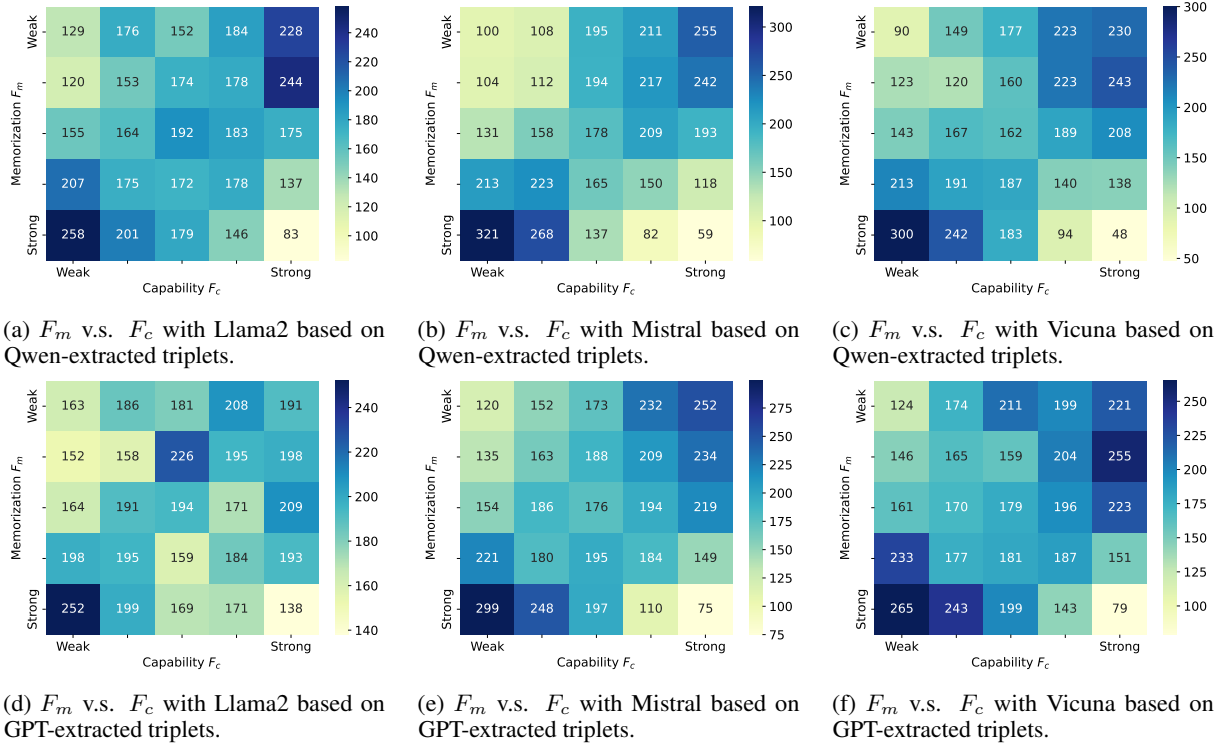 Weak 129 176 152 184 228
120 153 174 178 244
155 164 192 183 175
207 175 172 178 137
Strong 258 201 179 146 83
Memorization F_m
Weak Strong
Capability F_c
240
220
200
180
160
140
120
100
(a) F_m v.s. F_c with Llama2 based on
Qwen-extracted triplets.
Weak 100 108 195 211 255
104 112 194 217 242
131 158 178 209 193
213 223 165 150 118
Strong 321 268 137 82 59
Memorization F_m
Weak Strong
Capability F_c
300
250
200
150
100
(b) F_m v.s. F_c with Mistral based on
Qwen-extracted triplets.
Weak 90 149 177 223 230
123 120 160 223 243
143 167 162 189 208
213 191 187 140 138
Strong 300 242 183 94 48
Memorization F_m
Weak Strong
Capability F_c
300
250
200
150
100
50
(c) F_m v.s. F_c with Vicuna based on
Qwen-extracted triplets.
Weak 163 186 181 208 191
152 158 226 195 198
164 191 194 171 209
198 195 159 184 193
Strong 252 199 169 171 138
Memorization F_m
Weak Strong
Capability F_c
240
220
200
180
160
140
(d) F_m v.s. F_c with Llama2 based on
GPT-extracted triplets.
Weak 120 152 173 232 252
135 163 188 209 234
154 186 176 194 219
221 180 195 184 149
Strong 299 248 197 110 75
Memorization F_m
Weak Strong
Capability F_c
275
250
225
200
175
150
125
100
75
(e) F_m v.s. F_c with Mistral based on
GPT-extracted triplets.
Weak 124 174 211 199 221
146 165 159 204 255
161 170 179 196 223
233 177 181 187 151
Strong 265 243 199 143 79
Memorization F_m
Weak Strong
Capability F_c
250
225
200
175
150
125
100
(f) F_m v.s. F_c with Vicuna based on
GPT-extracted triplets.